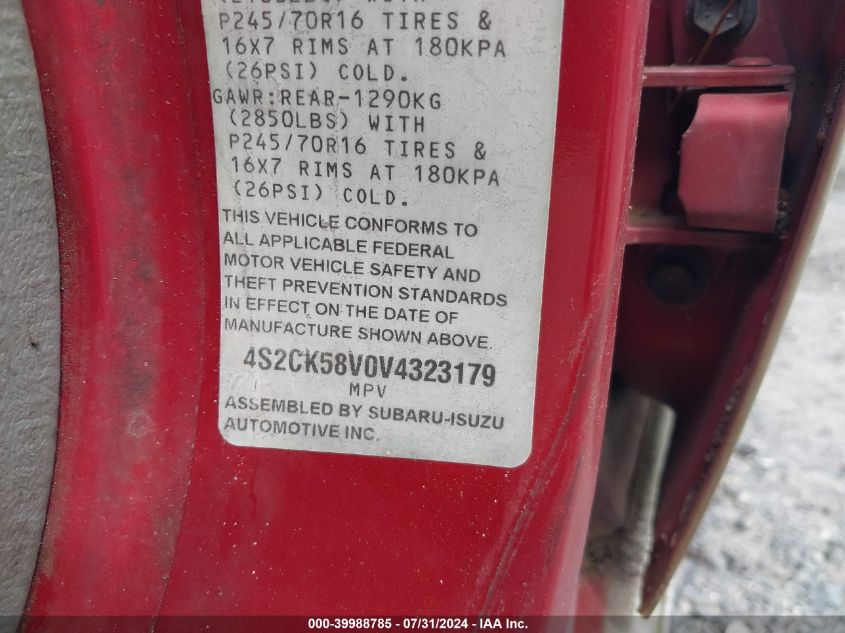 P245/70R16 TIRES &
16X7 RIMS AT 180KPA
(26PSI) COLD.
GAWR:REAR-1290KG
(2850LBS) WITH
P245/70R16 TIRES &
16X7 RIMS AT 180KPA
(26PSI) COLD.
THIS VEHICLE CONFORMS TO
ALL APPLICABLE FEDERAL
MOTOR VEHICLE SAFETY AND
THEFT PREVENTION STANDARDS
IN EFFECT ON THE DATE OF
MANUFACTURE SHOWN ABOVE.
4S2CK58V0V4323179
MPV
ASSEMBLED BY SUBARU-ISUZU
AUTOMOTIVE INC.
000-39988785 - 07/31/2024 - IAA Inc.